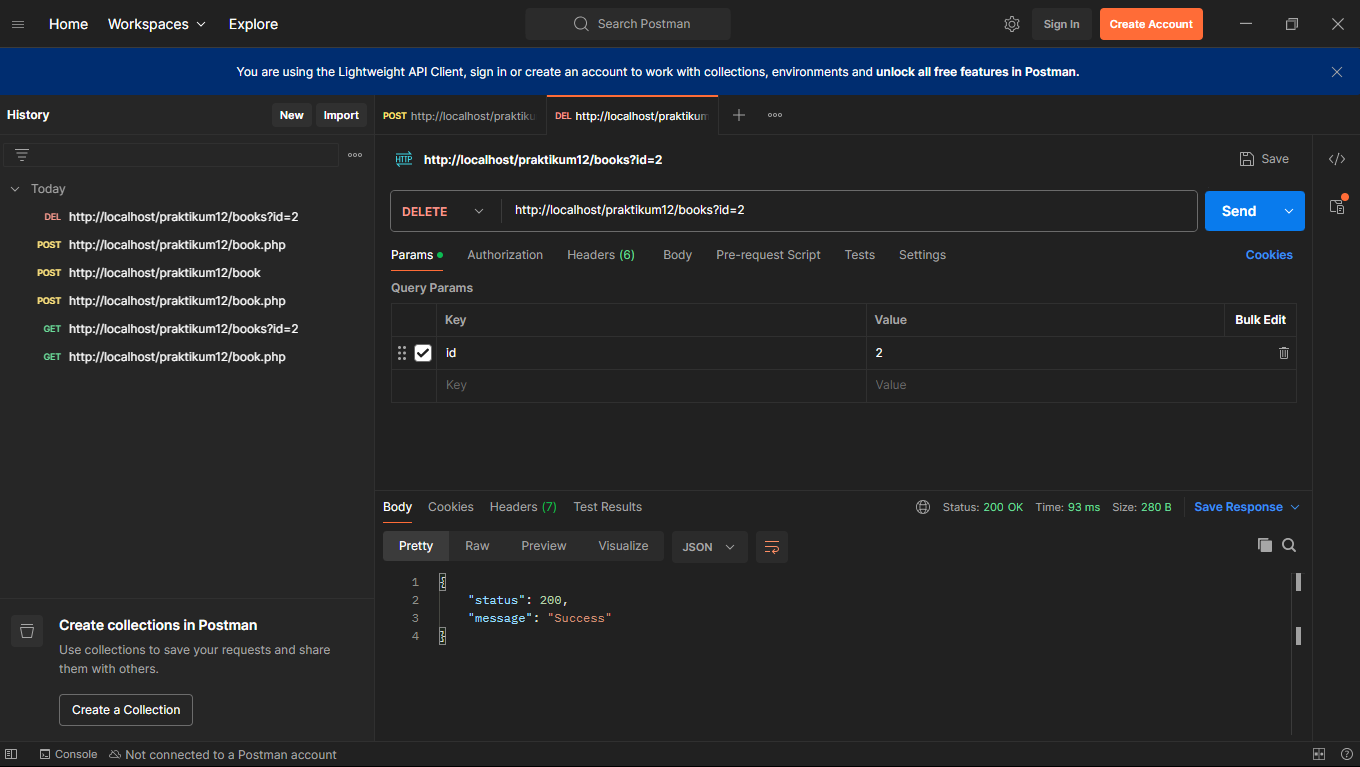 Home Workspaces Explore Search Postman Sign In Create Account
You are using the Lightweight API Client, sign in or create an account to work with collections, environments and unlock all free features in Postman.
History New Import
Today
DEL http://localhost/praktikum12/books?id=2
POST http://localhost/praktikum12/book.php
POST http://localhost/praktikum12/book
POST http://localhost/praktikum12/book.php
GET http://localhost/praktikum12/books?id=2
GET http://localhost/praktikum12/book.php
Create collections in Postman
Use collections to save your requests and share
them with others.
Create a Collection
POST http://localhost/praktiku DEL http://localhost/praktikum
HTTP http://localhost/praktikum12/books?id=2 Save
DELETE http://localhost/praktikum12/books?id=2 Send
Params Authorization Headers (6) Body Pre-request Script Tests Settings Cookies
Query Params
Key Value Bulk Edit
id 2
Key Value
Body Cookies Headers (7) Test Results Status: 200 OK Time: 93 ms Size: 280 B Save Response
Pretty Raw Preview Visualize JSON
1 {
2 "status": 200,
3 "message": "Success"
4 }
Console Not connected to a Postman account